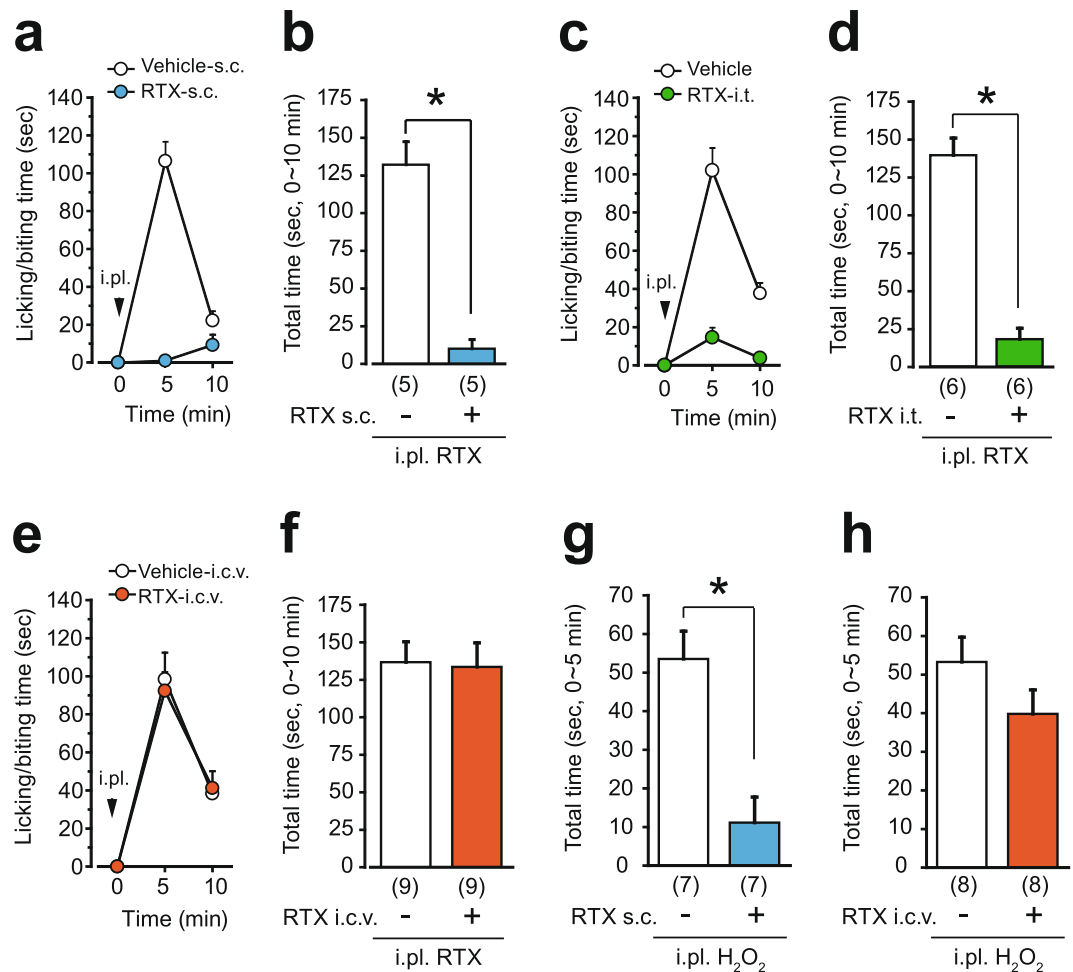 a
Vehicle-s.c.
RTX-s.c.
Licking/biting time (sec)
140
120
100
80
60
40
20
0
i.pl.
0 5 10
Time (min)
b
Total time (sec, 0~10 min)
175
150
125
100
75
50
25
0
*
(5) (5)
RTX s.c. - +
i.pl. RTX
c
Vehicle
RTX-i.t.
Licking/biting time (sec)
140
120
100
80
60
40
20
0
i.pl.
0 5 10
Time (min)
d
Total time (sec, 0~10 min)
175
150
125
100
75
50
25
0
*
(6) (6)
RTX i.t. - +
i.pl. RTX
e
Vehicle-i.c.v.
RTX-i.c.v.
Licking/biting time (sec)
140
120
100
80
60
40
20
0
i.pl.
0 5 10
Time (min)
f
Total time (sec, 0~10 min)
175
150
125
100
75
50
25
0
(9) (9)
RTX i.c.v. - +
i.pl. RTX
g
Total time (sec, 0~5 min)
70
60
50
40
30
20
10
0
*
(7) (7)
RTX s.c. - +
i.pl. H₂O₂
h
Total time (sec, 0~5 min)
70
60
50
40
30
20
10
0
(8) (8)
RTX i.c.v. - +
i.pl. H₂O₂